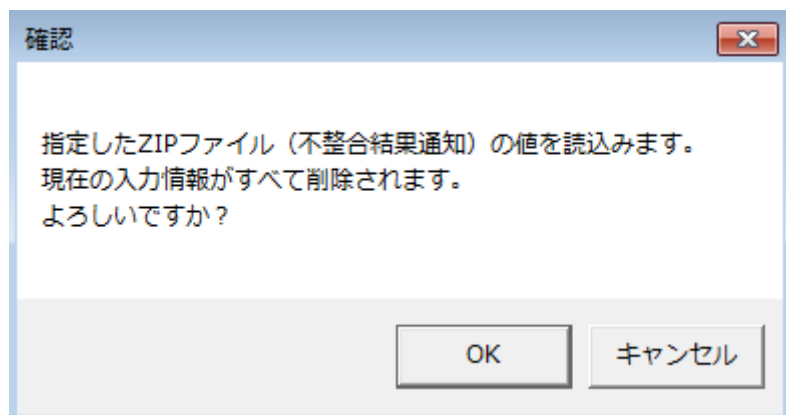 確認
指定したZIPファイル（不整合結果通知）の値を読込みます。
現在の入力情報がすべて削除されます。
よろしいですか？
OK
キャンセル